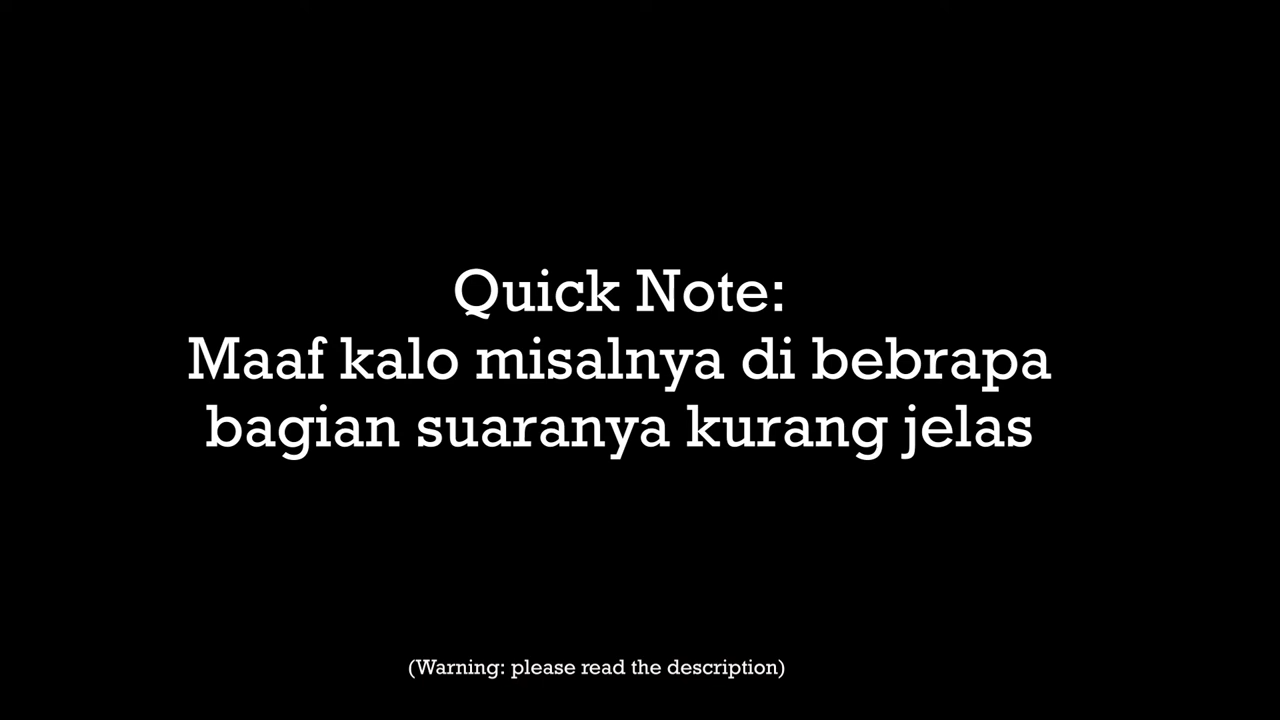 Quick Note:
Maaf kalo misalnya di bebrapa
bagian suaranya kurang jelas
(Warning: please read the description)